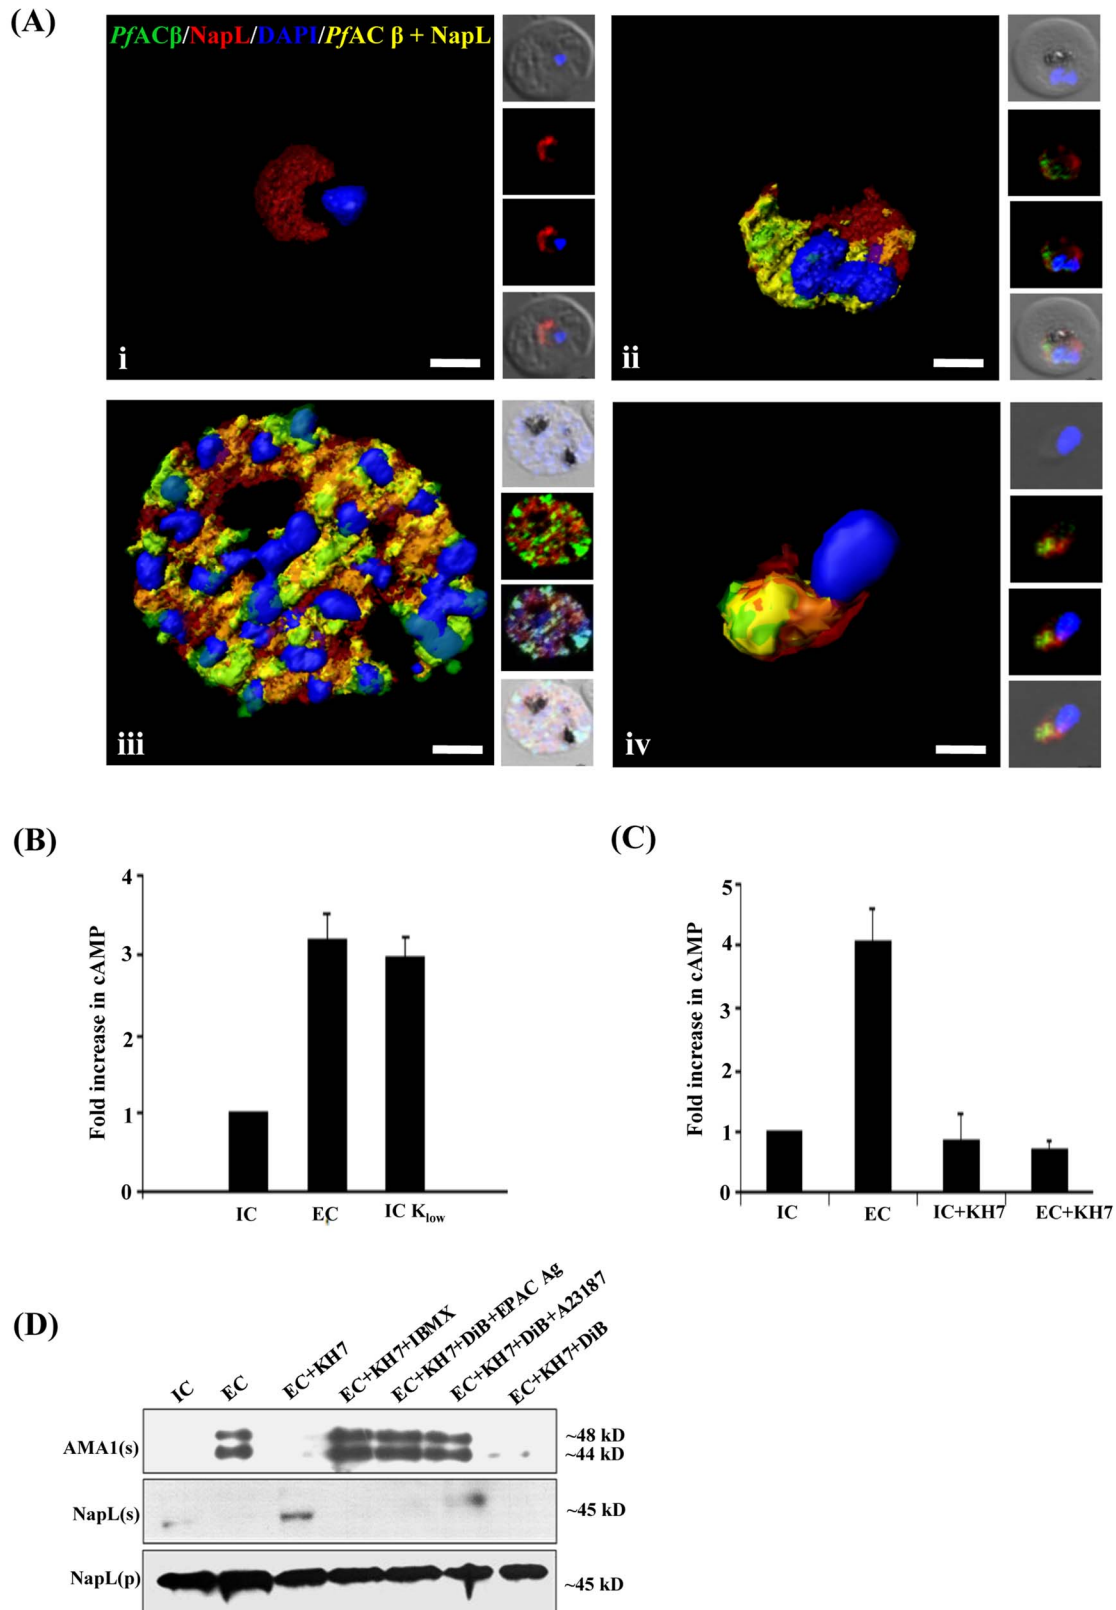 (A)
PfACβ/NapL/DAPI/PfAC β + NapL
i
ii
iii
iv
(B)
Fold increase in cAMP
4
3
2
1
0
IC
EC
IC Klow
(C)
Fold increase in cAMP
5
4
3
2
1
0
IC
EC
IC+KH7
EC+KH7
(D)
IC
EC
EC+KH7
EC+KH7+IBMX
EC+KH7+DiB+EPAC Ag
EC+KH7+DiB+A23187
EC+KH7+DiB
AMA1(s)
~48 kD
~44 kD
NapL(s)
~45 kD
NapL(p)
~45 kD